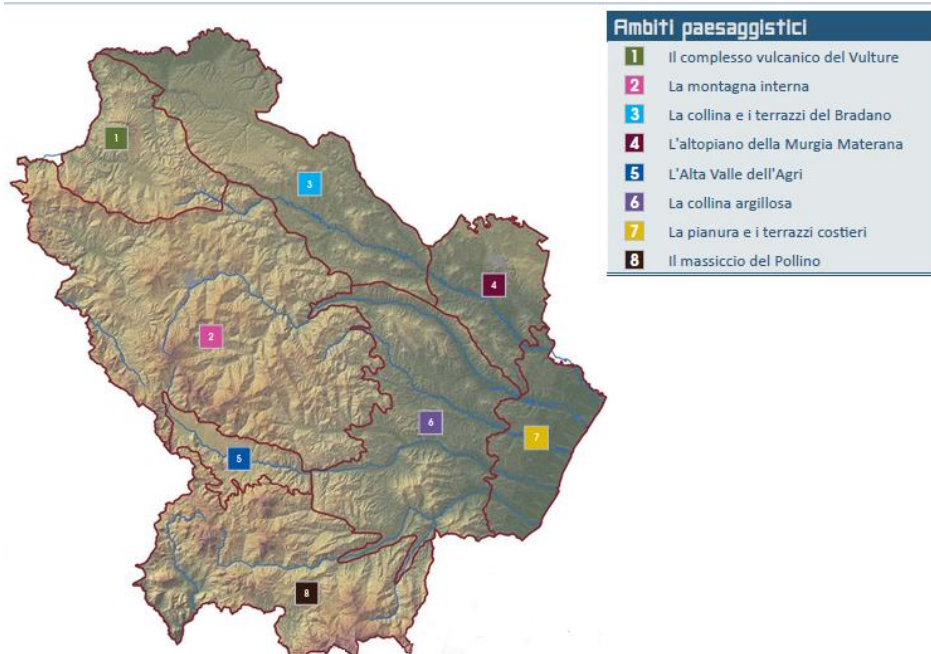 Ambiti paesaggistici
1 Il complesso vulcanico del Vulture
2 La montagna interna
3 La collina e i terrazzi del Bradano
4 L'altopiano della Murgia Materana
5 L'Alta Valle dell'Agri
6 La collina argillosa
7 La pianura e i terrazzi costieri
8 Il massiccio del Pollino
1
3
4
2
6
7
5
8